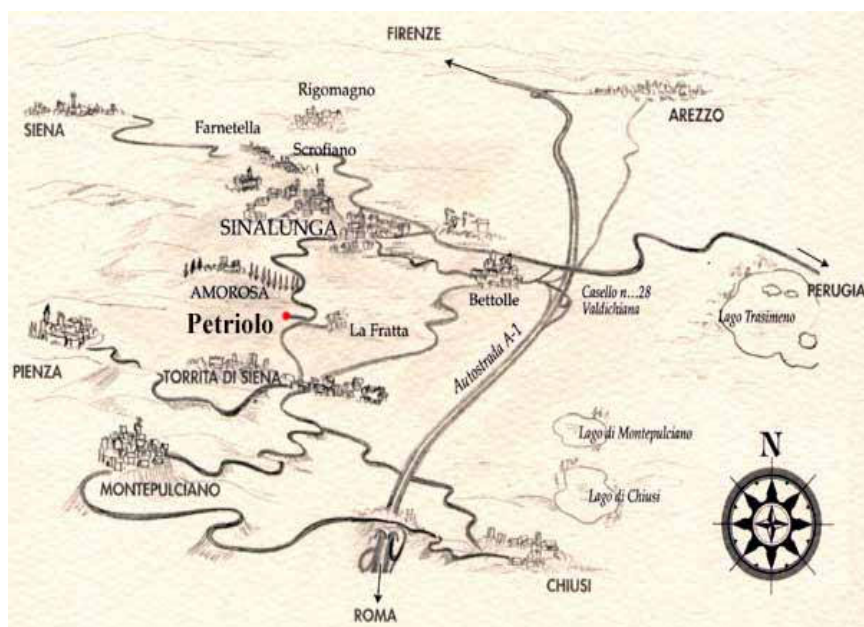 FIRENZE
Rigomagno
AREZZO
SIENA
Farnetella
Scrofiano
SINALUNGA
AMOROSA
Bettolle
Casello n...28
Valdichiana
PERUGIA
Lago Trasimeno
Petriolo
La Fratta
Autostrada A-1
PIENZA
TORRITA DI SIENA
Lago di Montepulciano
N
MONTEPULCIANO
Lago di Chiusi
CHIUSI
ROMA